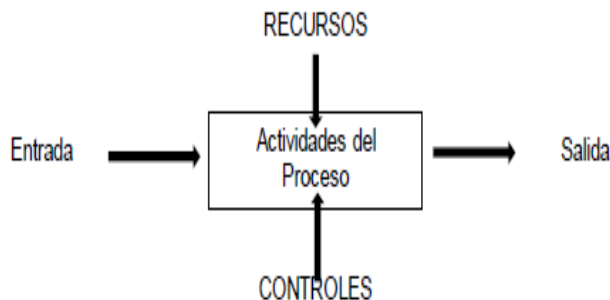 RECURSOS
Entrada
Actividades del
Proceso
Salida
CONTROLES